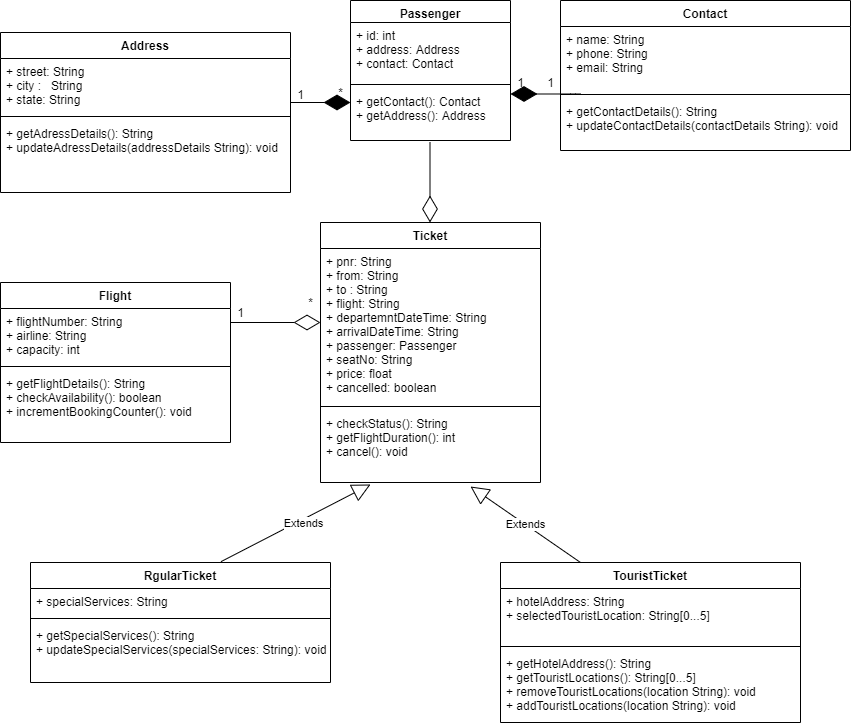 Passenger
+ id: int
+ address: Address
+ contact: Contact
+ getContact(): Contact
+ getAddress(): Address
Contact
+ name: String
+ phone: String
+ email: String
+ getContactDetails(): String
+ updateContactDetails(contactDetails String): void
Address
+ street: String
+ city : String
+ state: String
+ getAdressDetails(): String
+ updateAdressDetails(addressDetails String): void
1
*
1
1
Ticket
+ pnr: String
+ from: String
+ to : String
+ flight: String
+ departemntDateTime: String
+ arrivalDateTime: String
+ passenger: Passenger
+ seatNo: String
+ price: float
+ cancelled: boolean
+ checkStatus(): String
+ getFlightDuration(): int
+ cancel(): void
Flight
+ flightNumber: String
+ airline: String
+ capacity: int
+ getFlightDetails(): String
+ checkAvailability(): boolean
+ incrementBookingCounter(): void
1
*
Extends
Extends
RgularTicket
+ specialServices: String
+ getSpecialServices(): String
+ updateSpecialServices(specialServices: String): void
TouristTicket
+ hotelAddress: String
+ selectedTouristLocation: String[0...5]
+ getHotelAddress(): String
+ getTouristLocations(): String[0...5]
+ removeTouristLocations(location String): void
+ addTouristLocations(location String): void